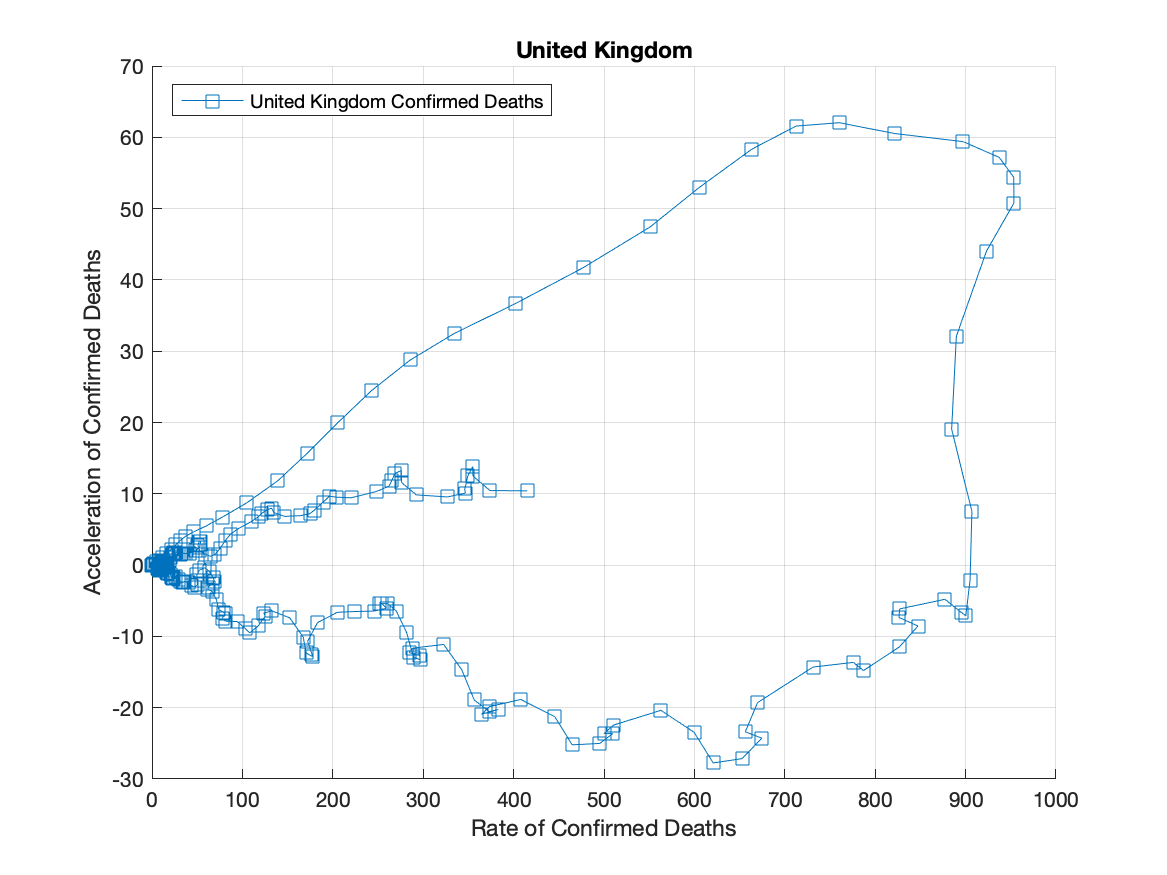 United Kingdom
United Kingdom Confirmed Deaths
70
60
50
40
30
20
10
0
-10
-20
-30
Acceleration of Confirmed Deaths
0 100 200 300 400 500 600 700 800 900 1000
Rate of Confirmed Deaths